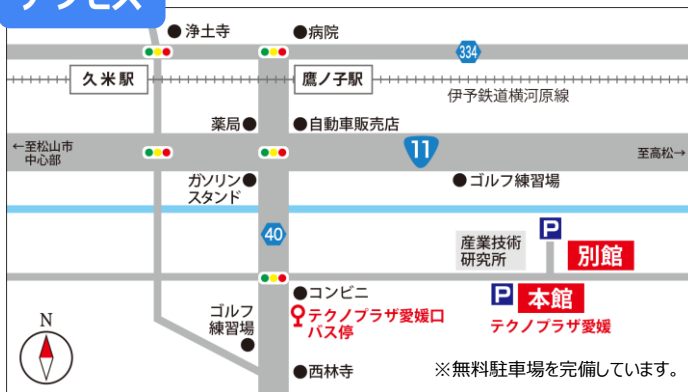 アクセス
●浄土寺
●病院
334
久米駅
鷹ノ子駅
伊予鉄道横河原線
薬局●
●自動車販売店
←至松山市
中心部
11
至高松→
ガソリン●
スタンド
●ゴルフ練習場
40
産業技術
研究所
P
別館
●コンビニ
P
本館
テクノプラザ愛媛口
バス停
テクノプラザ愛媛
ゴルフ
練習場
●
N
●西林寺
※無料駐車場を完備しています。